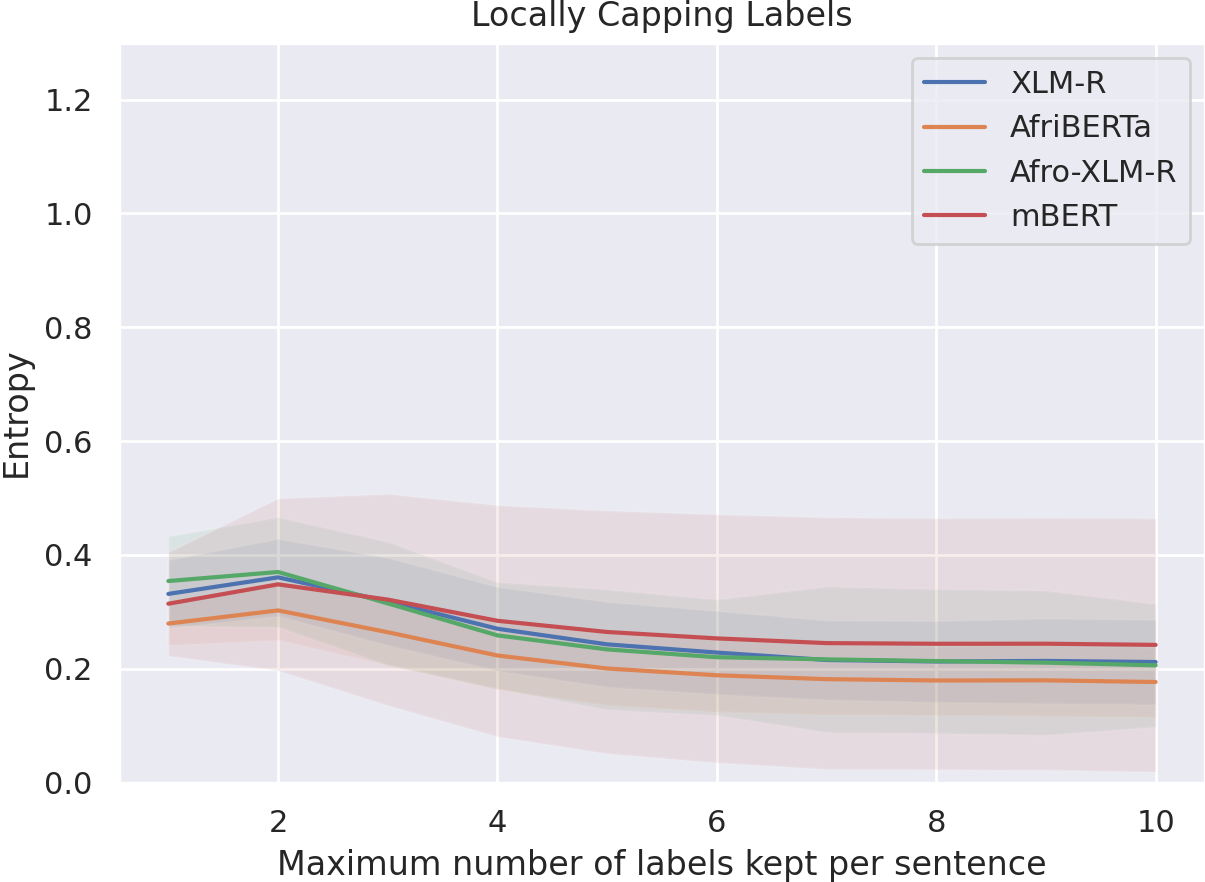 Locally Capping Labels
XLM-R
AfriBERTa
Afro-XLM-R
mBERT
Entropy
1.2
1.0
0.8
0.6
0.4
0.2
0.0
2 4 6 8 10
Maximum number of labels kept per sentence